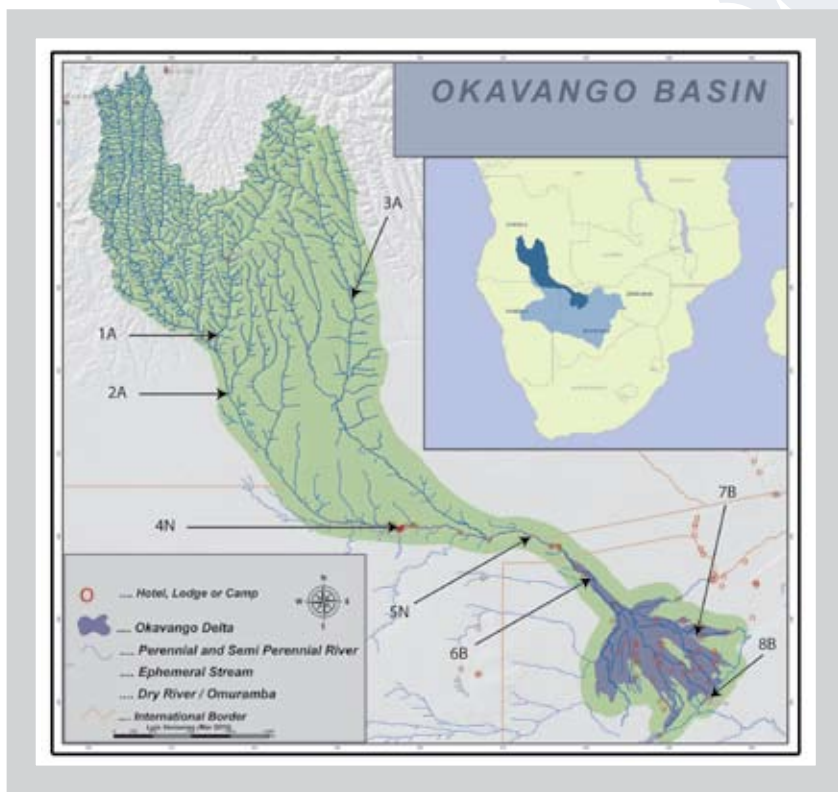 OKAVANGO BASIN
3A
1A
2A
4N
7B
5N
6B
8B
N
W E
S
O .... Hotel, Lodge or Camp
.... Okavango Delta
.... Perennial and Semi Perennial River
.... Ephemeral Stream
.... Dry River / Omuramba
.... International Border